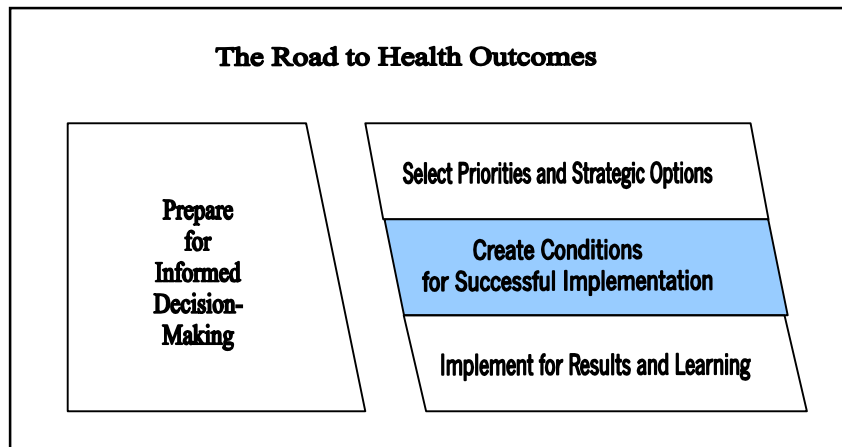 The Road to Health Outcomes
Prepare
for
Informed
Decision-
Making
Select Priorities and Strategic Options
Create Conditions
for Successful Implementation
Implement for Results and Learning